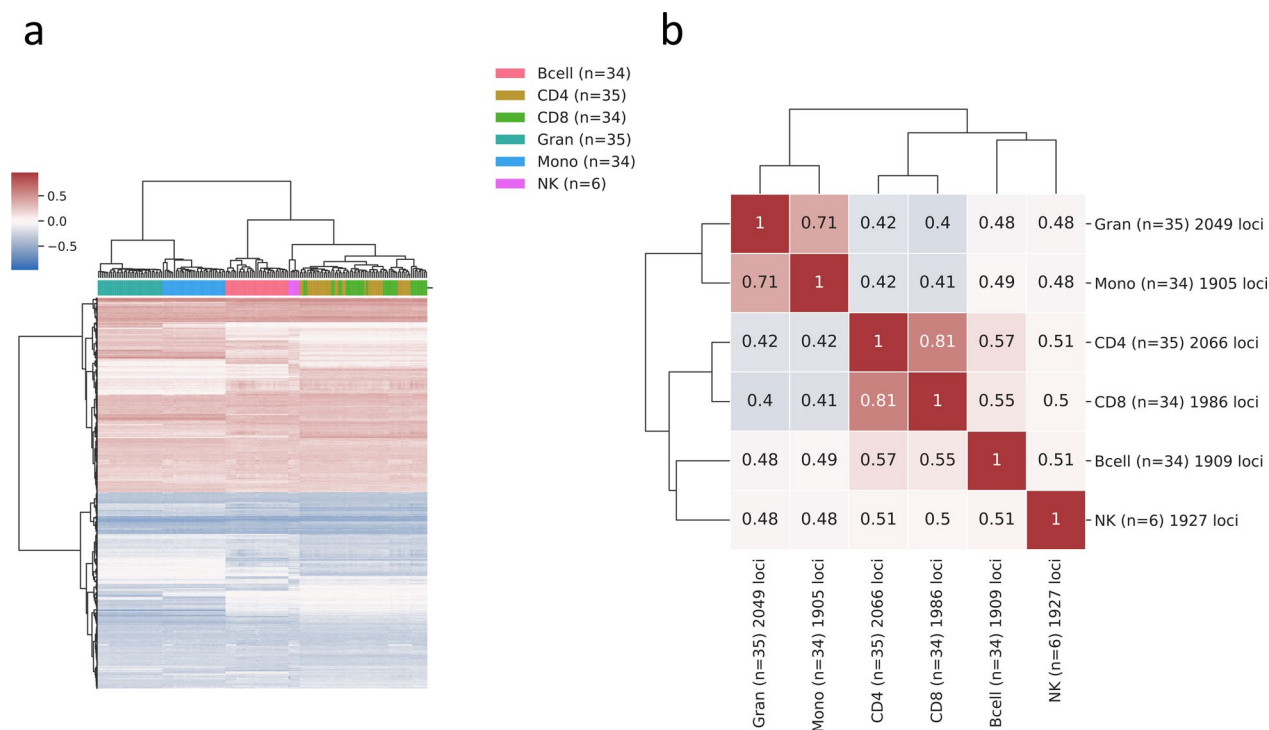 a
b
Bcell (n=34)
CD4 (n=35)
CD8 (n=34)
Gran (n=35)
Mono (n=34)
NK (n=6)
0.5
0.0
−0.5
1 0.71 0.42 0.4 0.48 0.48 Gran (n=35) 2049 loci
0.71 1 0.42 0.41 0.49 0.48 Mono (n=34) 1905 loci
0.42 0.42 1 0.81 0.57 0.51 CD4 (n=35) 2066 loci
0.4 0.41 0.81 1 0.55 0.5 CD8 (n=34) 1986 loci
0.48 0.49 0.57 0.55 1 0.51 Bcell (n=34) 1909 loci
0.48 0.48 0.51 0.5 0.51 1 NK (n=6) 1927 loci
Gran (n=35) 2049 loci
Mono (n=34) 1905 loci
CD4 (n=35) 2066 loci
CD8 (n=34) 1986 loci
Bcell (n=34) 1909 loci
NK (n=6) 1927 loci